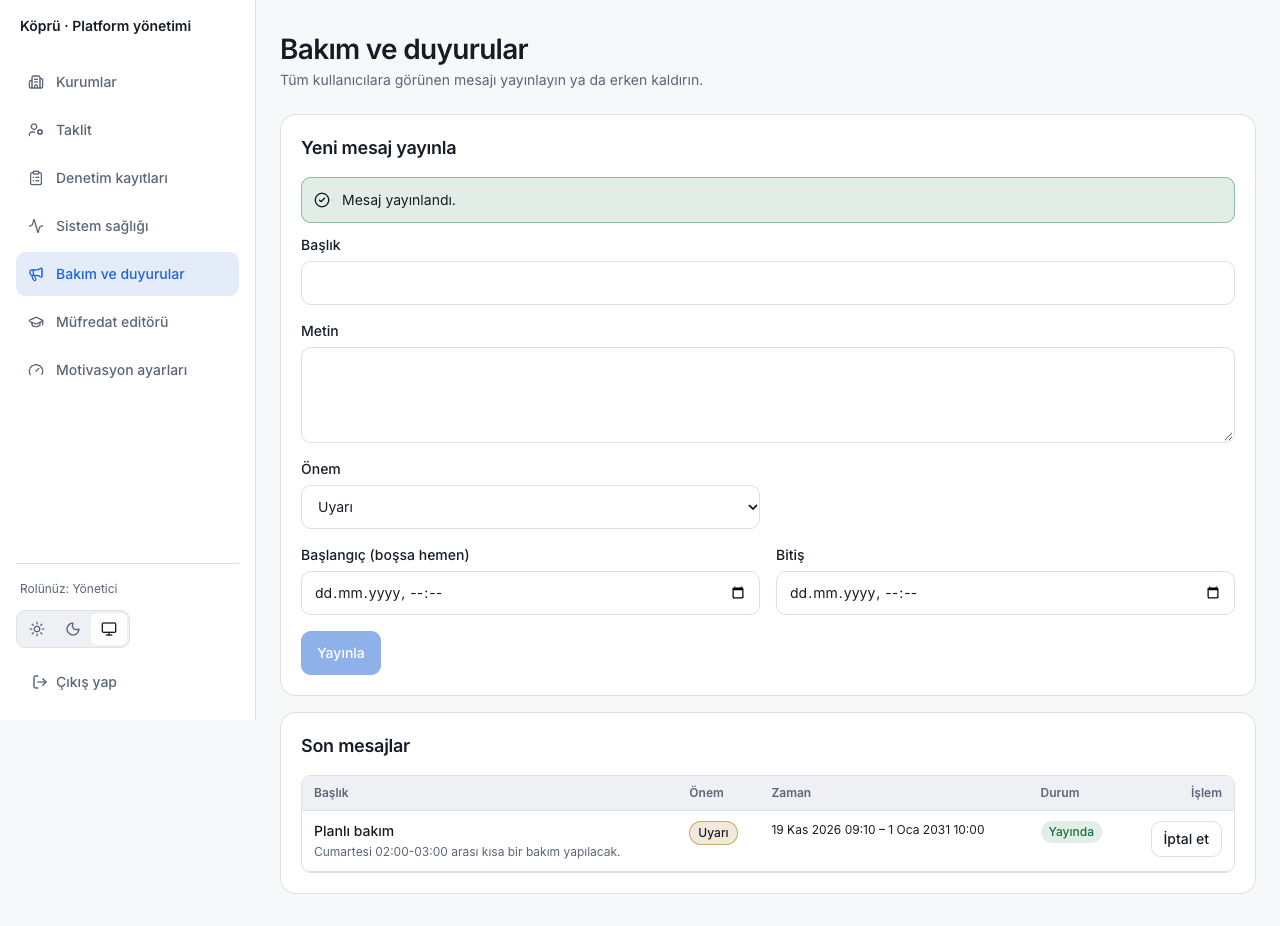 Köprü · Platform yönetimi
Kurumlar
Taklit
Denetim kayıtları
Sistem sağlığı
Bakım ve duyurular
Müfredat editörü
Motivasyon ayarları
Rolünüz: Yönetici
Çıkış yap
Bakım ve duyurular
Tüm kullanıcılara görünen mesajı yayınlayın ya da erken kaldırın.
Yeni mesaj yayınla
Mesaj yayınlandı.
Başlık
Metin
Önem
Uyarı
Başlangıç (boşsa hemen) Bitiş
dd.mm.yyyy, --:-- dd.mm.yyyy, --:--
Yayınla
Son mesajlar
Başlık Önem Zaman Durum İşlem
Planlı bakım Uyarı 19 Kas 2026 09:10 – 1 Oca 2031 10:00 Yayında İptal et
Cumartesi 02:00-03:00 arası kısa bir bakım yapılacak.